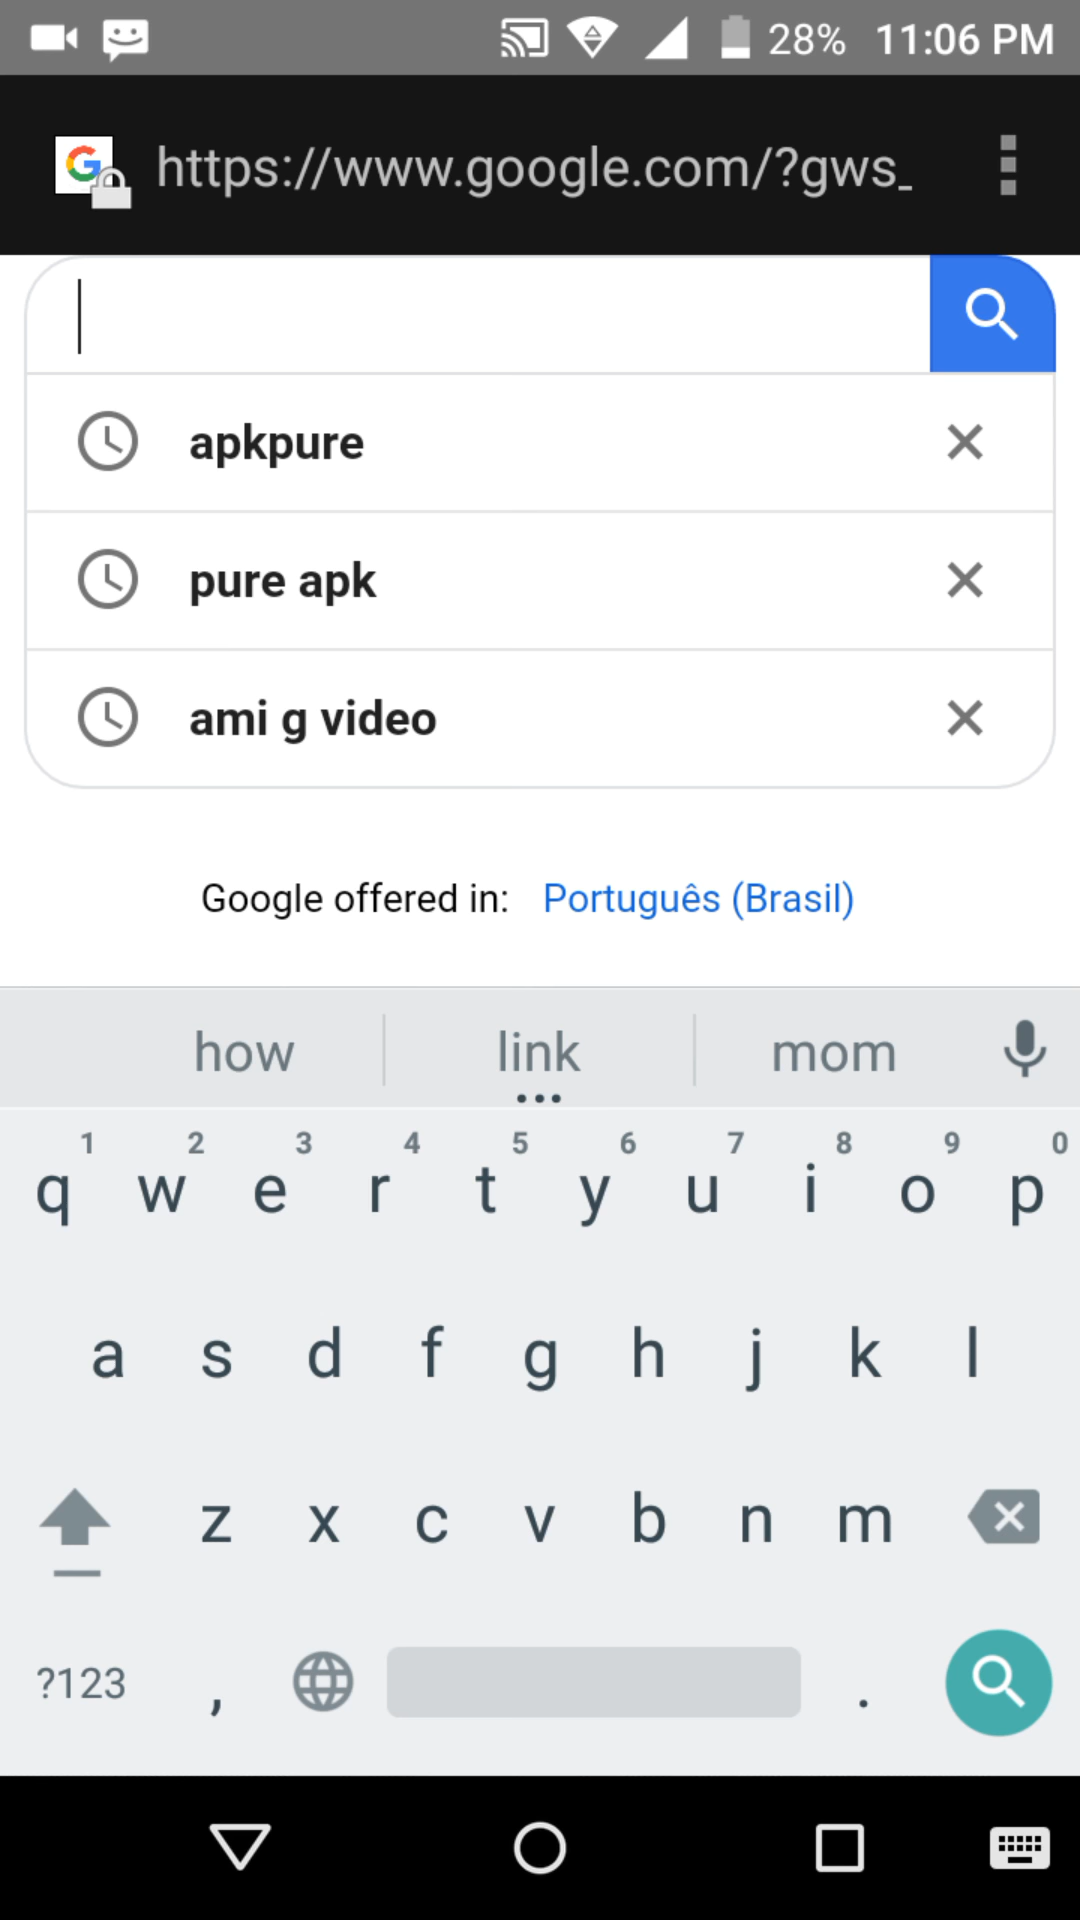 28% 11:06 PM
https://www.google.com/?gws_
apkpure
pure apk
ami g video
Google offered in: Português (Brasil)
how link mom
1 2 3 4 5 6 7 8 9 0
q w e r t y u i o p
a s d f g h j k l
z x c v b n m
?123 , .